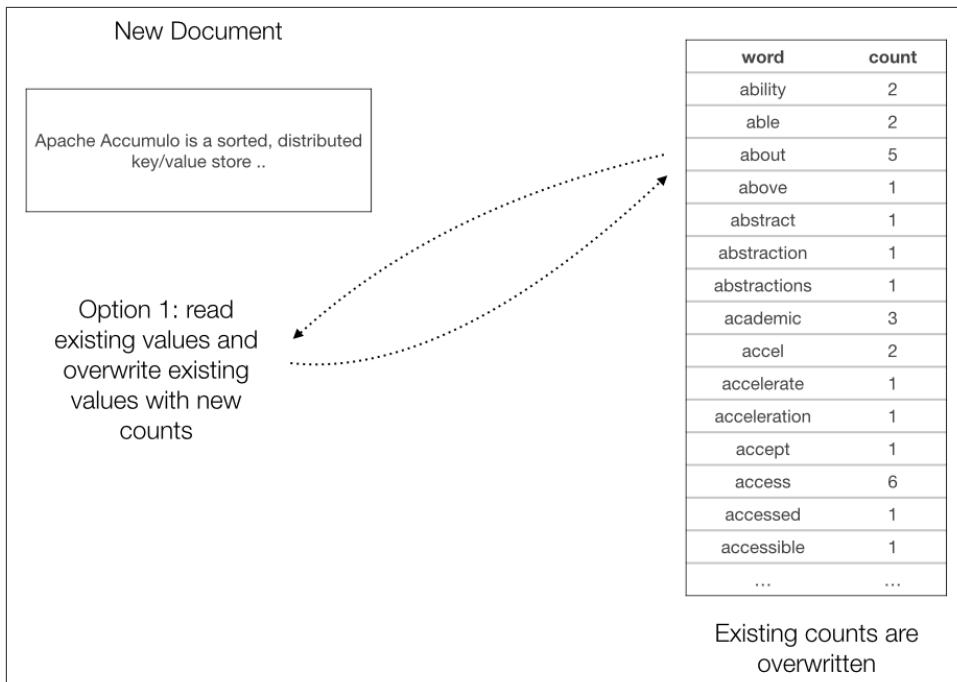 New Document
Apache Accumulo is a sorted, distributed
key/value store ..
Option 1: read
existing values and
overwrite existing
values with new
counts
word count
ability 2
able 2
about 5
above 1
abstract 1
abstraction 1
abstractions 1
academic 3
accel 2
accelerate 1
acceleration 1
accept 1
access 6
accessed 1
accessible 1
... ...
Existing counts are
overwritten